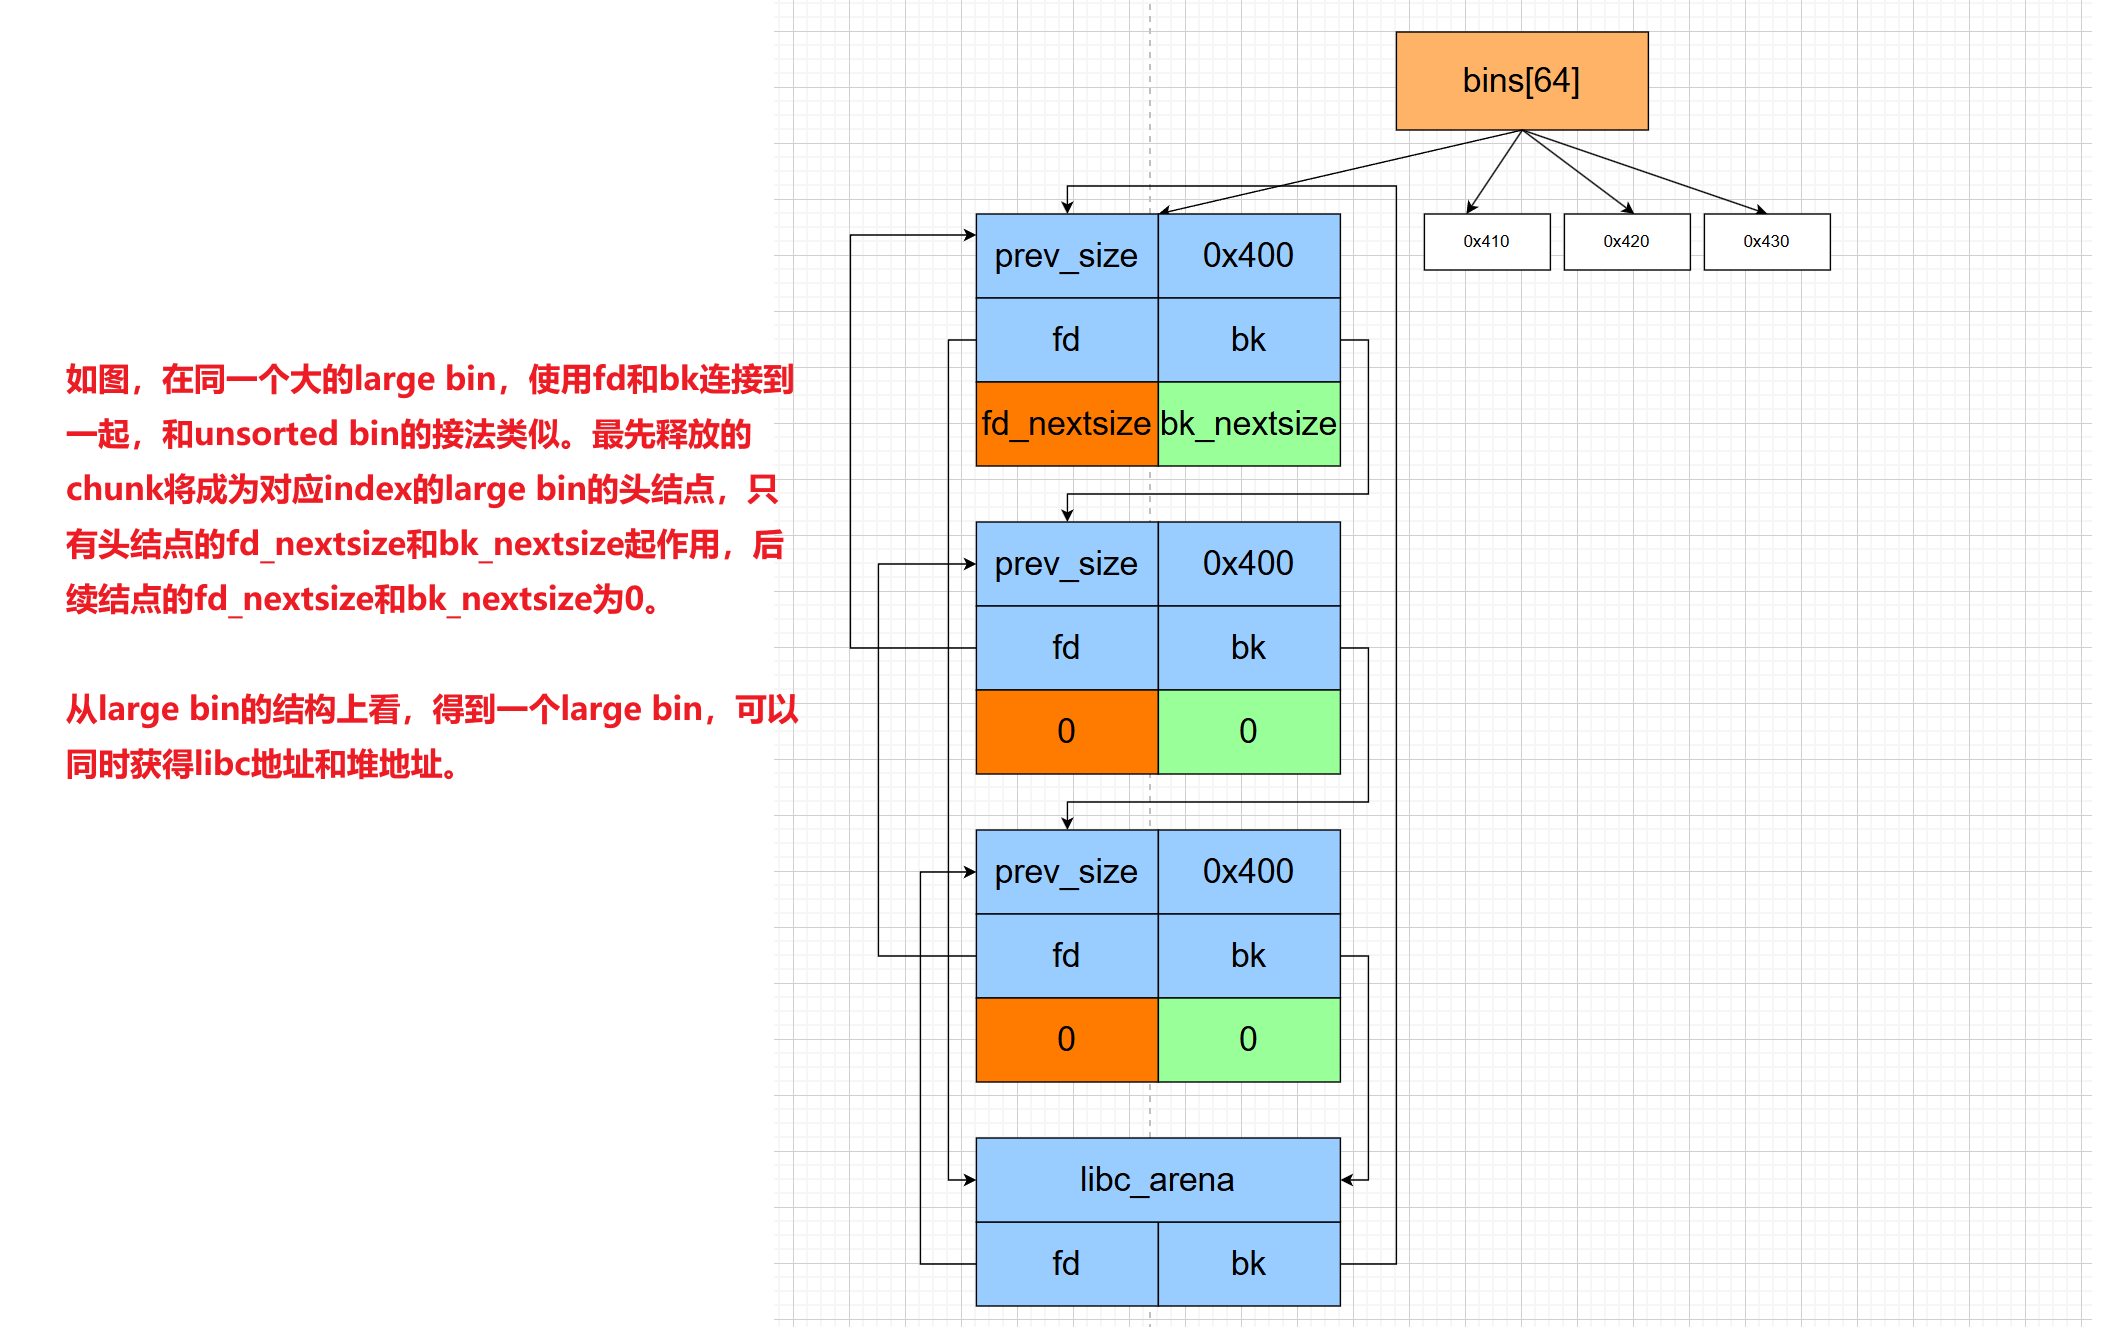 如图，在同一个大的large bin，使用fd和bk连接到
一起，和unsorted bin的接法类似。最先释放的
chunk将成为对应index的large bin的头结点，只
有头结点的fd_nextsize和bk_nextsize起作用，后
续结点的fd_nextsize和bk_nextsize为0。
从large bin的结构上看，得到一个large bin，可以
同时获得libc地址和堆地址。
bins[64]
0x410 0x420 0x430
prev_size 0x400
fd bk
fd_nextsize bk_nextsize
prev_size 0x400
fd bk
0 0
prev_size 0x400
fd bk
0 0
libc_arena
fd bk